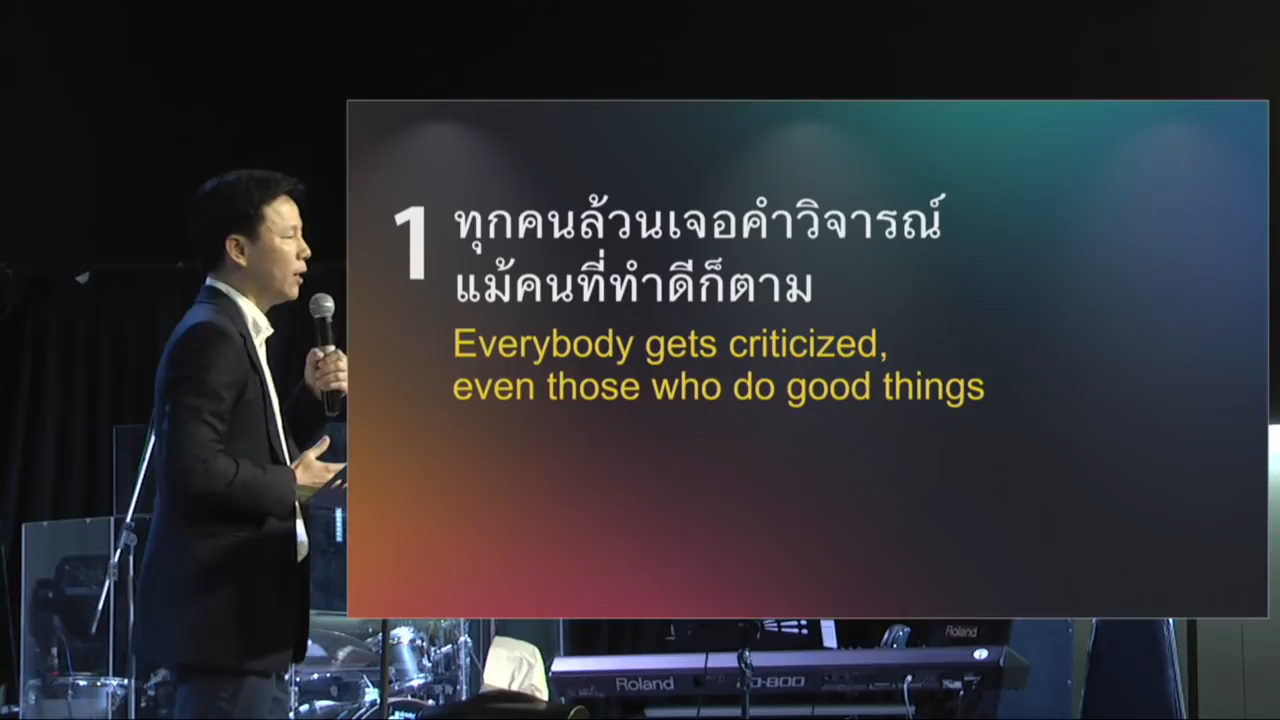 1
ทุกคนล้วนเจอคำวิจารณ์
แม้คนที่ทำดีก็ตาม
Everybody gets criticized,
even those who do good things
Roland
Roland